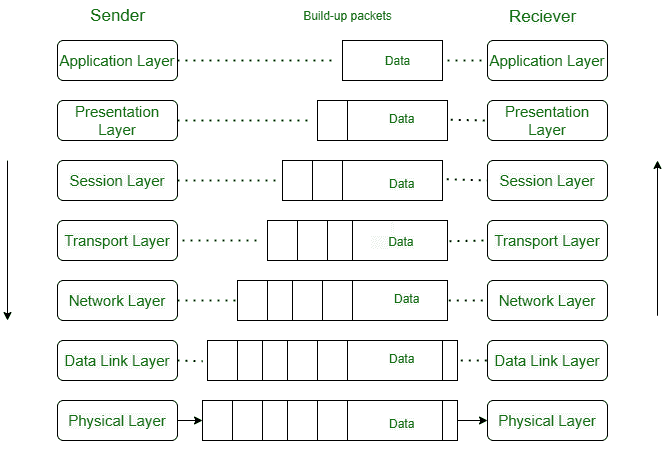 Sender Build-up packets Reciever
Application Layer Data Application Layer
Presentation
Layer
Data
Presentation
Layer
Session Layer Data Session Layer
Transport Layer Data Transport Layer
Network Layer Data Network Layer
Data Link Layer Data Data Link Layer
Physical Layer Data Physical Layer